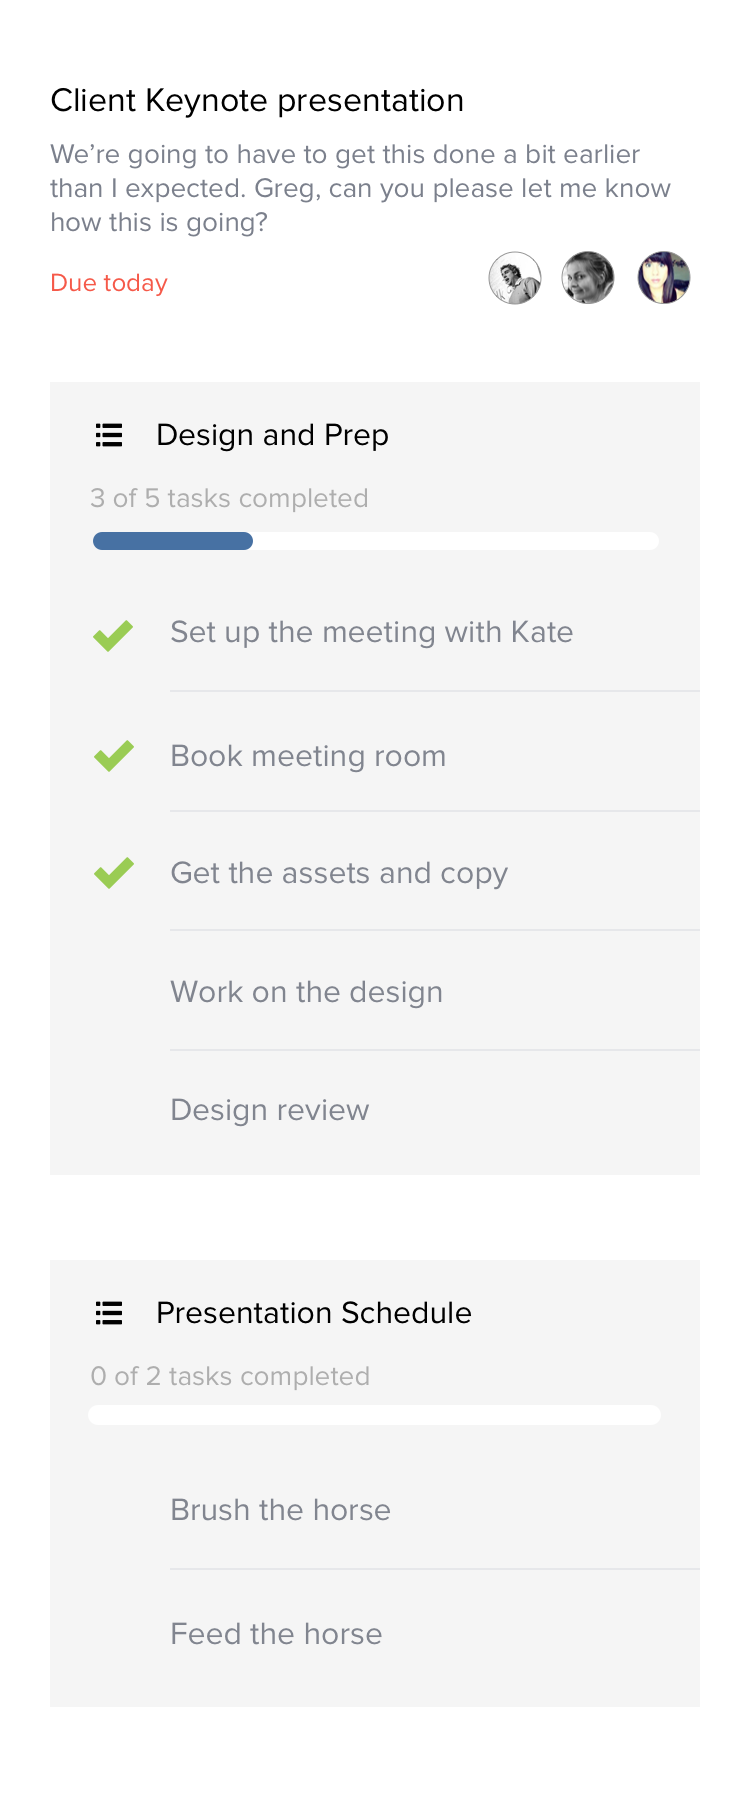 Client Keynote presentation
We’re going to have to get this done a bit earlier
than I expected. Greg, can you please let me know
how this is going?
Due today
Design and Prep
3 of 5 tasks completed
Set up the meeting with Kate
Book meeting room
Get the assets and copy
Work on the design
Design review
Presentation Schedule
0 of 2 tasks completed
Brush the horse
Feed the horse